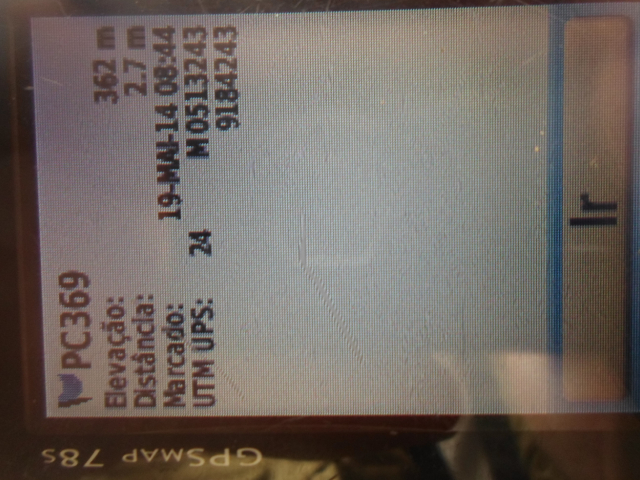 PC369
Elevação: 362 m
Distância: 2.7 m
Marcado: 19-MAI-14 08:44
UTM UPS: 24 M 0513243
9184243
Ir
GPSMAP 78s